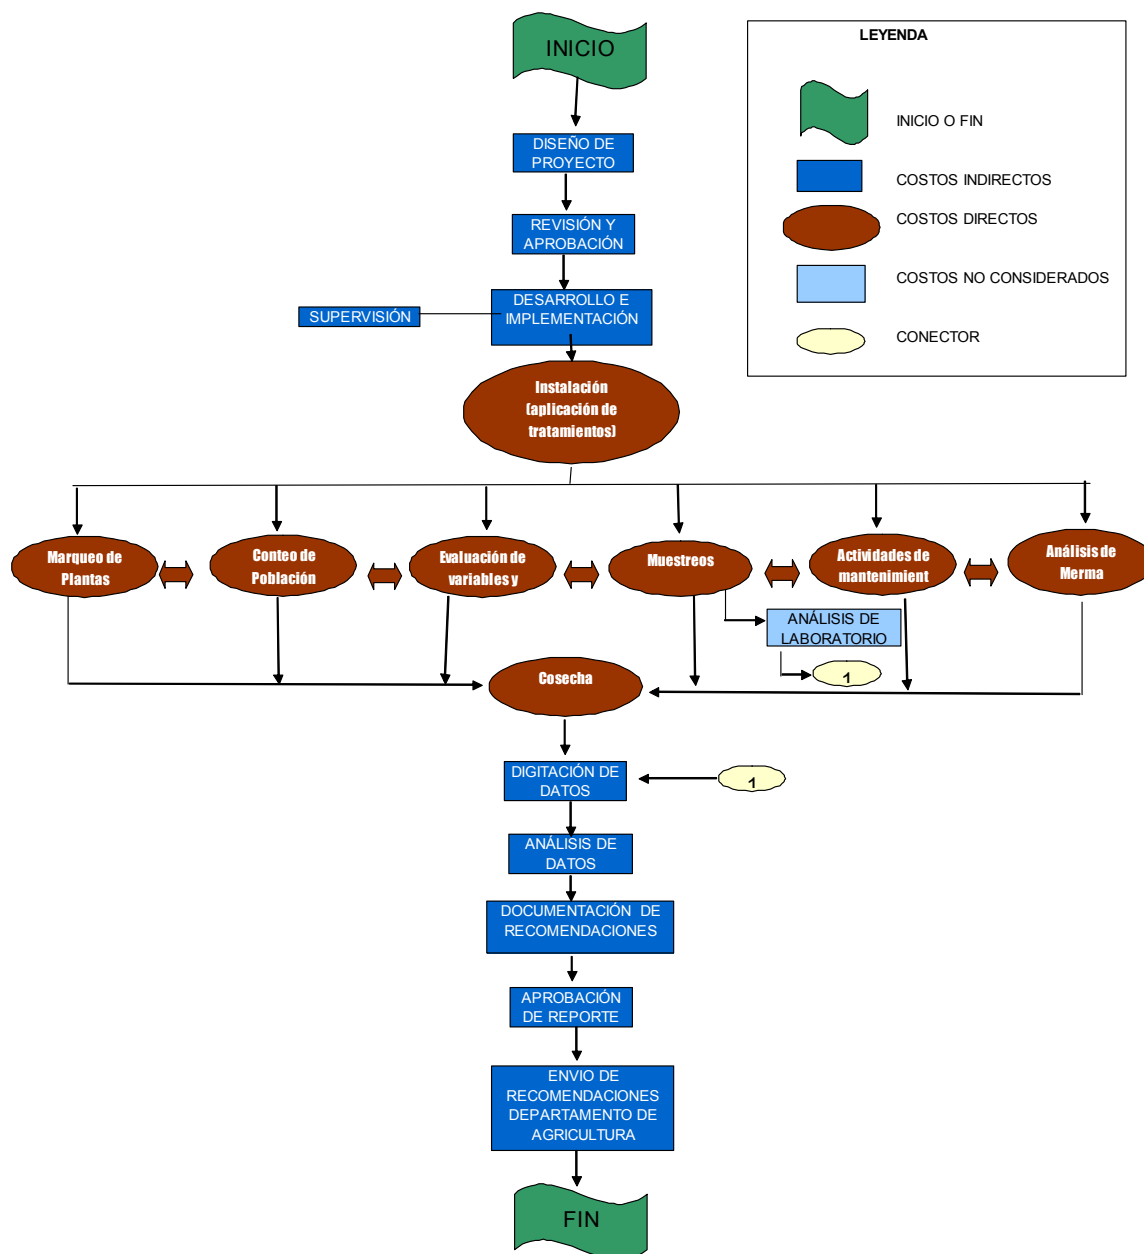 INICIO
LEYENDA
INICIO O FIN
COSTOS INDIRECTOS
COSTOS DIRECTOS
COSTOS NO CONSIDERADOS
CONECTOR
DISEÑO DE
PROYECTO
REVISIÓN Y
APROBACIÓN
SUPERVISIÓN
DESARROLLO E
IMPLEMENTACIÓN
Instalación
(aplicación de
tratamientos)
Marqueo de
Plantas
Conteo de
Población
Evaluación de
variables y
Muestreos
Actividades de
mantenimient
Análisis de
Merma
ANÁLISIS DE
LABORATORIO
1
Cosecha
DIGITACIÓN DE
DATOS
1
ANÁLISIS DE
DATOS
DOCUMENTACIÓN DE
RECOMENDACIONES
APROBACIÓN
DE REPORTE
ENVIO DE
RECOMENDACIONES
DEPARTAMENTO DE
AGRICULTURA
FIN